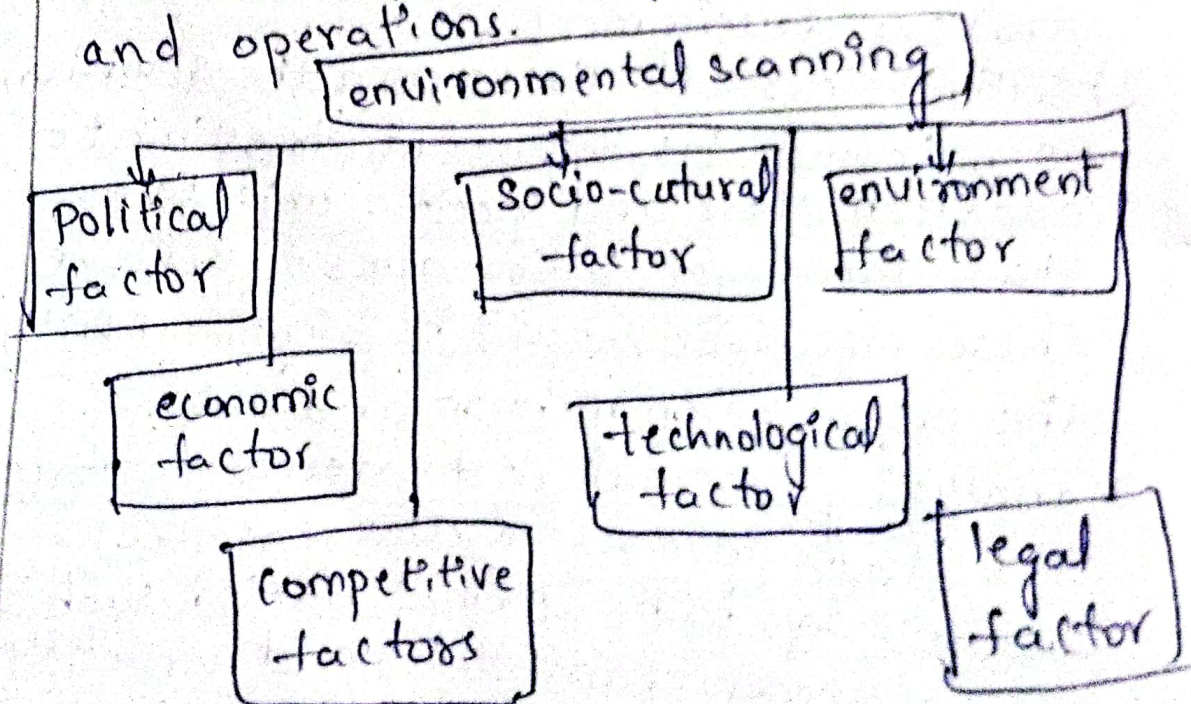 and operations.
environmental scanning
Political
factor
socio-cutural
factor
environment
factor
economic
factor
technological
factor
competitive
factors
legal
factor